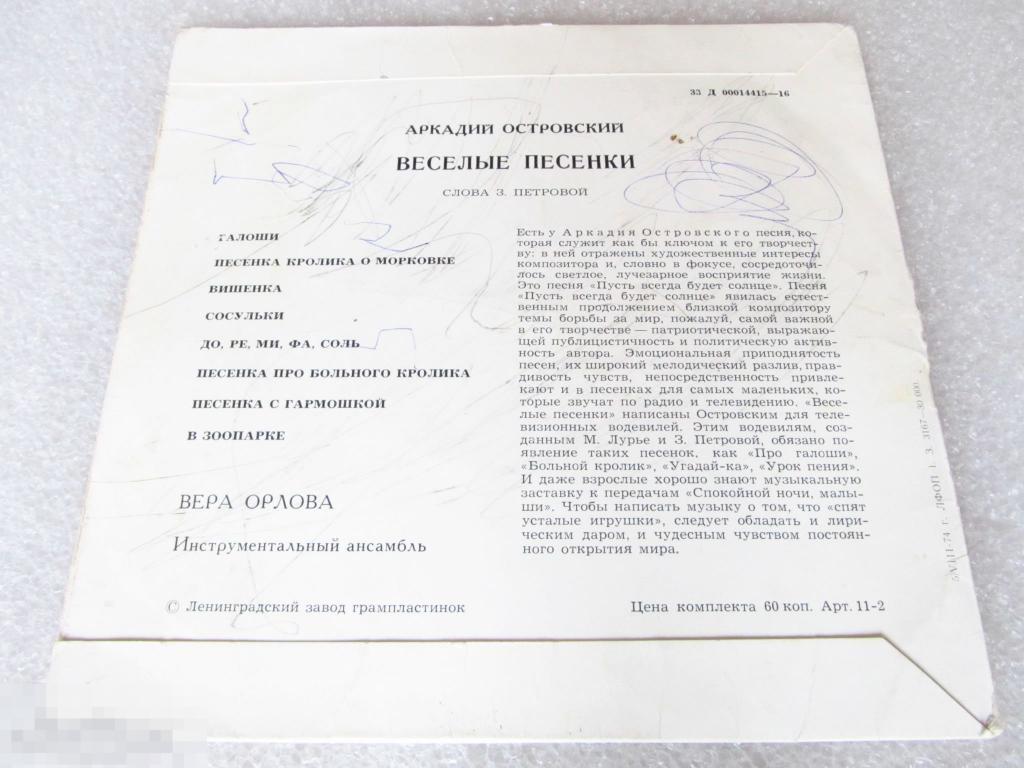 33 Д 00014415—16
АРКАДИЙ ОСТРОВСКИЙ
ВЕСЕЛЫЕ ПЕСЕНКИ
СЛОВА З. ПЕТРОВОЙ
ГАЛОШИ
ПЕСЕНКА КРОЛИКА О МОРКОВКЕ
ВИШЕНКА
СОСУЛЬКИ
ДО, РЕ, МИ, ФА, СОЛЬ
ПЕСЕНКА ПРО БОЛЬНОГО КРОЛИКА
ПЕСЕНКА С ГАРМОШКОЙ
В ЗООПАРКЕ
ВЕРА ОРЛОВА
Инструментальный ансамбль
Есть у Аркадия Островского песня, ко-
торая служит как бы ключом к его творчест-
ву: в ней отражены художественные интересы
композитора и, словно в фокусе, сосредоточи-
лось светлое, лучезарное восприятие жизни.
Это песня «Пусть всегда будет солнце». Песня
«Пусть всегда будет солнце» явилась естест-
венным продолжением близкой композитору
темы борьбы за мир, пожалуй, самой важной
в его творчестве — патриотической, выражаю-
щей публицистичность и политическую актив-
ность автора. Эмоциональная приподнятость
песен, их широкий мелодический разлив, прав-
дивость чувств, непосредственность привле-
кают и в песенках для самых маленьких, ко-
торые звучат по радио и телевидению. «Весе-
лые песенки» написаны Островским для теле-
визионных водевилей. Этим водевилям, соз-
данным М. Лурье и З. Петровой, обязано по-
явление таких песенок, как «Про галоши»,
«Больной кролик», «Угадай-ка», «Урок пения».
И даже взрослые хорошо знают музыкальную
заставку к передачам «Спокойной ночи, малы-
ши». Чтобы написать музыку о том, что «спят
усталые игрушки», следует обладать и лири-
ческим даром, и чудесным чувством постоян-
ного открытия мира.
© Ленинградский завод грампластинок
Цена комплекта 60 коп. Арт. 11-2
74 г. ЛФОП 1 З. 3167—30 000